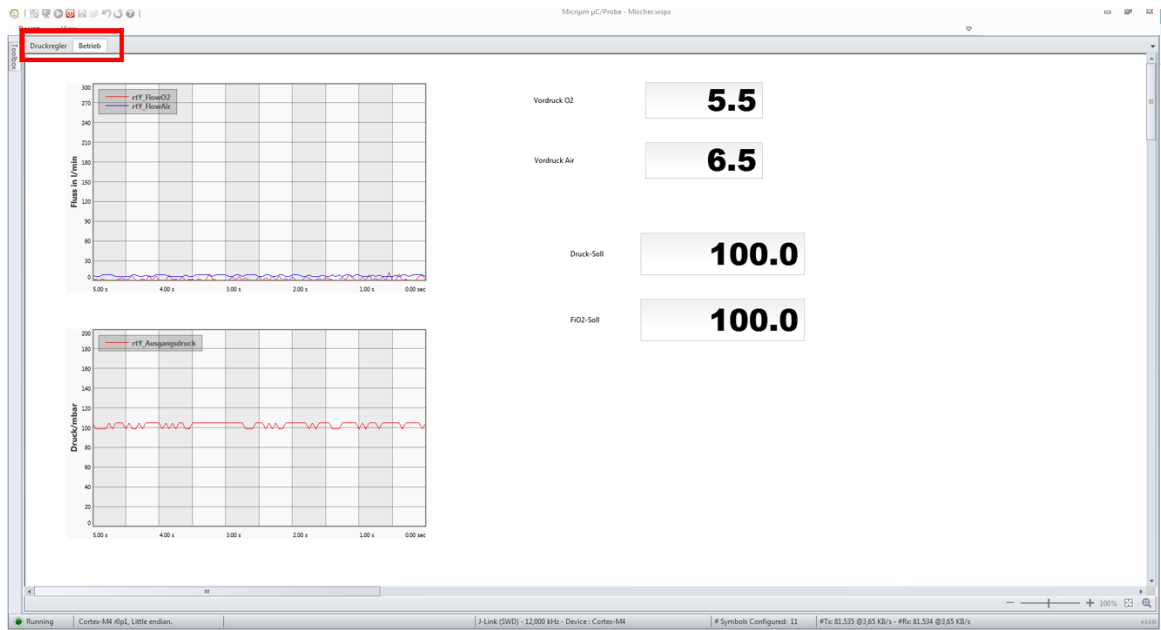 Micriµm µC/Probe - Mischer.wspx
Design View
Toolbox
Druckregler Betrieb
300
270
240
210
180
150
120
90
60
30
0
Fluss in l/min
rtY_FlowO2
rtY_FlowAir
5.00 s 4.00 s 3.00 s 2.00 s 1.00 s 0.00 sec
Vordruck O2 5.5
Vordruck Air 6.5
Druck-Soll 100.0
FiO2-Soll 100.0
200
180
160
140
120
100
80
60
40
20
0
Druck/mbar
rtY_Ausgangsdruck
5.00 s 4.00 s 3.00 s 2.00 s 1.00 s 0.00 sec
100%
Running Cortex-M4 r0p1, Little endian. J-Link (SWD) - 12,000 kHz - Device : Cortex-M4 # Symbols Configured: 11 #Tx: 81.535 @3,65 KB/s - #Rx: 81.534 @3,65 KB/s